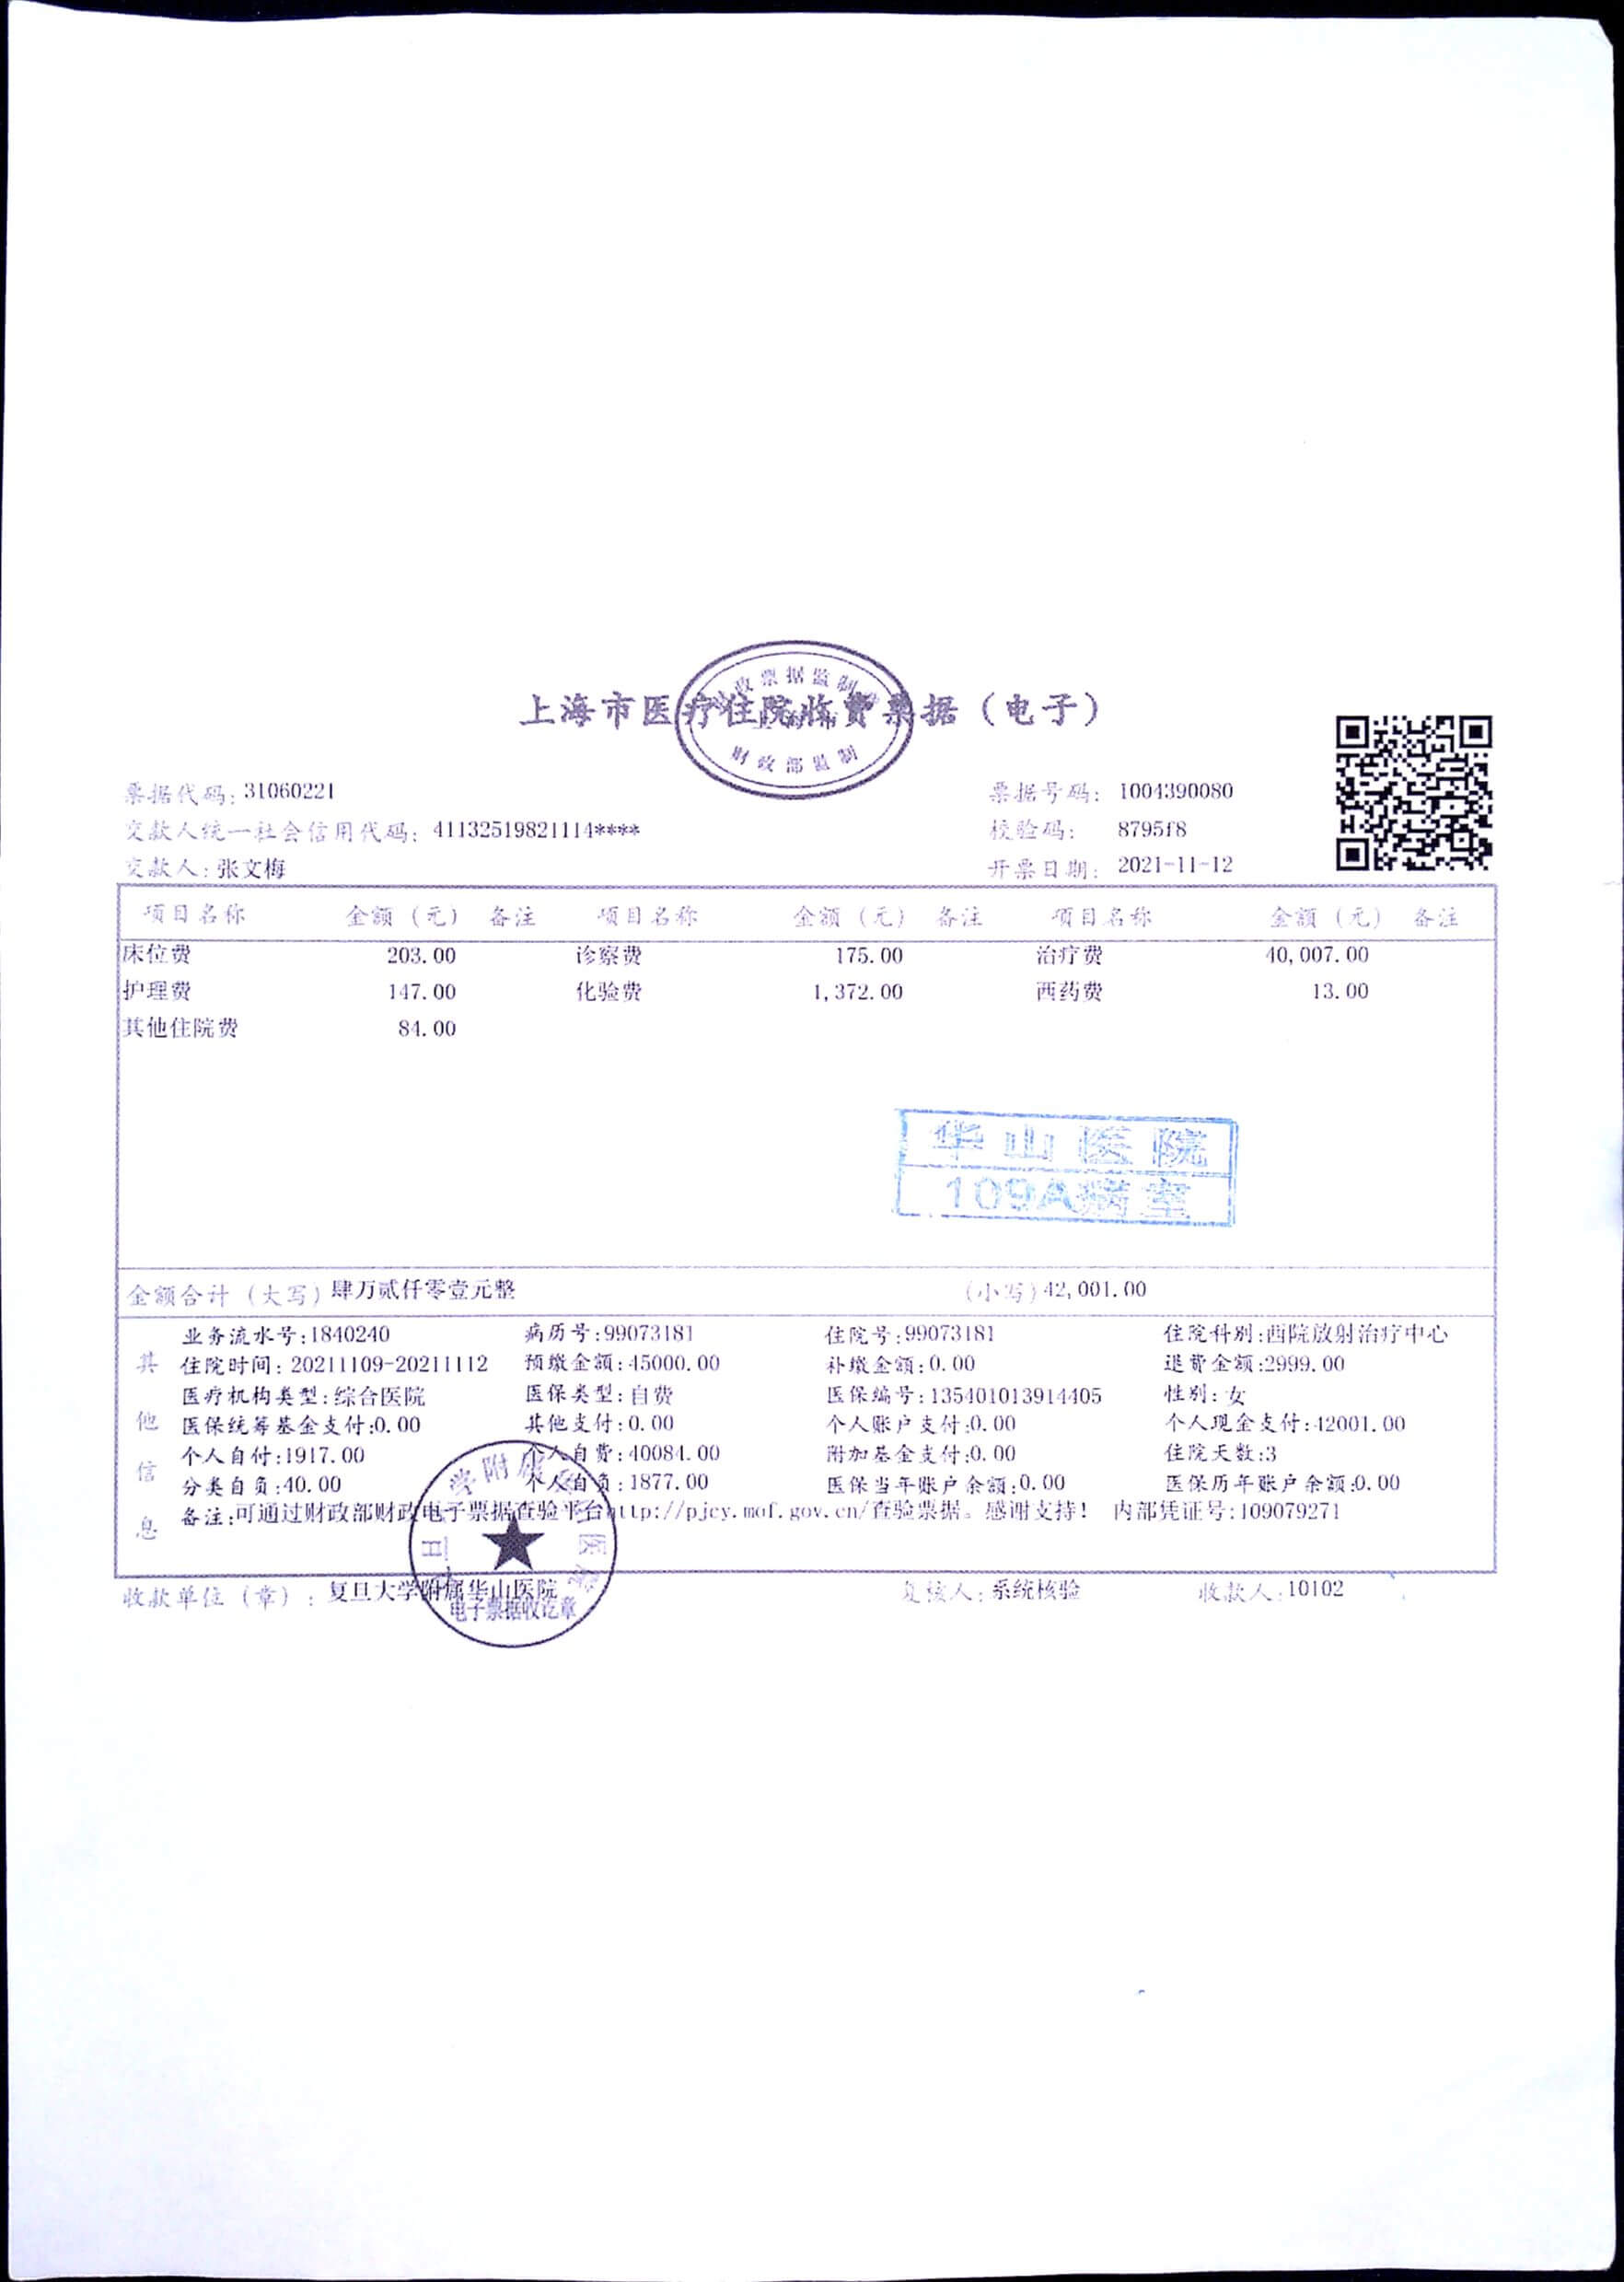 上海市医疗住院收费票据（电子）
财政部监制
票据代码：31060221 票据号码：1004390080
交款人统一社会信用代码：41132519821114**** 校验码：8795f8
交款人：张文梅 开票日期：2021-11-12
项目名称 金额（元） 备注 项目名称 金额（元） 备注 项目名称 金额（元） 备注
床位费 203.00 诊察费 175.00 治疗费 40,007.00
护理费 147.00 化验费 1,372.00 西药费 13.00
其他住院费 84.00
华山医院
109A病室
金额合计（大写）肆万贰仟零壹元整 （小写）42,001.00
其他信息
业务流水号:1840240 病历号:99073181 住院号:99073181 住院科别:西院放射治疗中心
住院时间: 20211109-20211112 预缴金额:45000.00 补缴金额:0.00 退费金额:2999.00
医疗机构类型:综合医院 医保类型:自费 医保编号:135401013914405 性别:女
医保统筹基金支付:0.00 其他支付:0.00 个人账户支付:0.00 个人现金支付:42001.00
个人自付:1917.00 个人自费:40084.00 附加基金支付:0.00 住院天数:3
分类自负:40.00 个人自负:1877.00 医保当年账户余额:0.00 医保历年账户余额:0.00
备注:可通过财政部财政电子票据查验平台http://pjcy.mof.gov.cn/查验票据。感谢支持！ 内部凭证号:109079271
收款单位（章）：复旦大学附属华山医院 复核人：系统核验 收款人:10102
电子票据收讫章